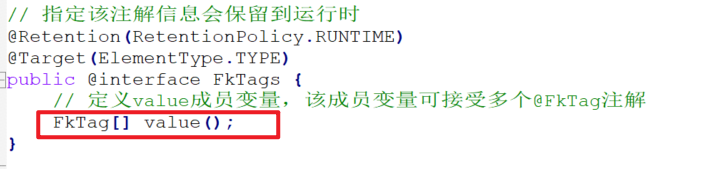 // 指定该注解信息会保留到运行时
@Retention(RetentionPolicy.RUNTIME)
@Target(ElementType.TYPE)
public @interface FkTags {
// 定义value成员变量，该成员变量可接受多个@FkTag注解
FkTag[] value();
}